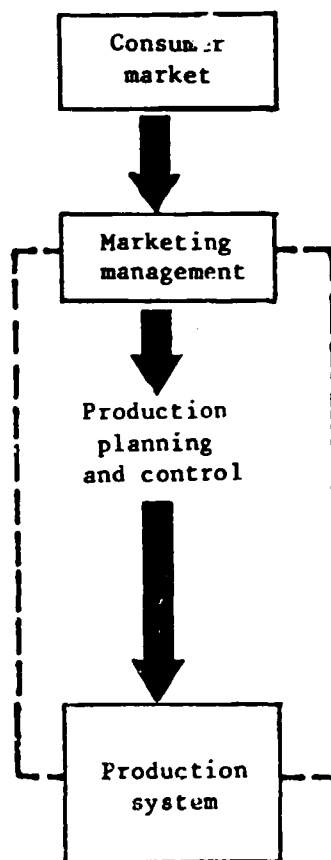 Consumer
market
Marketing
management
Production
planning
and control
Production
system